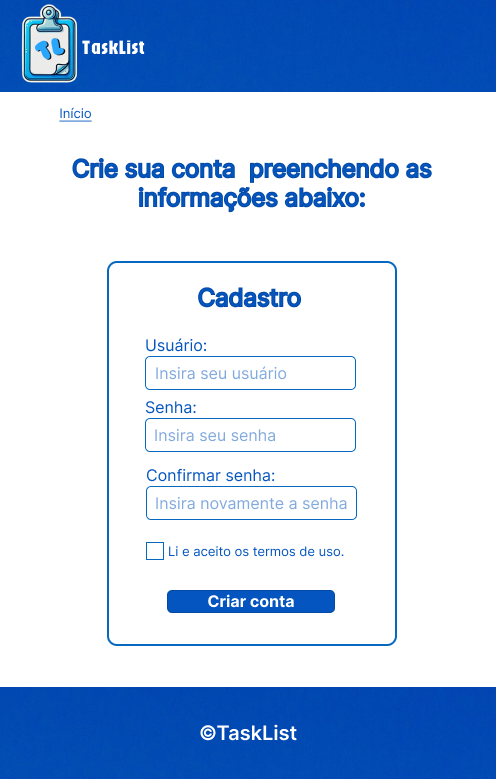 TL
TaskList
Início
Crie sua conta  preenchendo as
informações abaixo:
Cadastro
Usuário:
Insira seu usuário
Senha:
Insira seu senha
Confirmar senha:
Insira novamente a senha
Li e aceito os termos de uso.
Criar conta
©TaskList